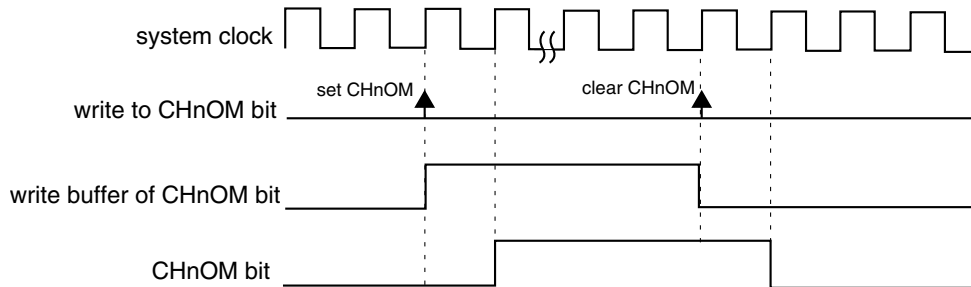 system clock
set CHnOM
clear CHnOM
write to CHnOM bit
write buffer of CHnOM bit
CHnOM bit